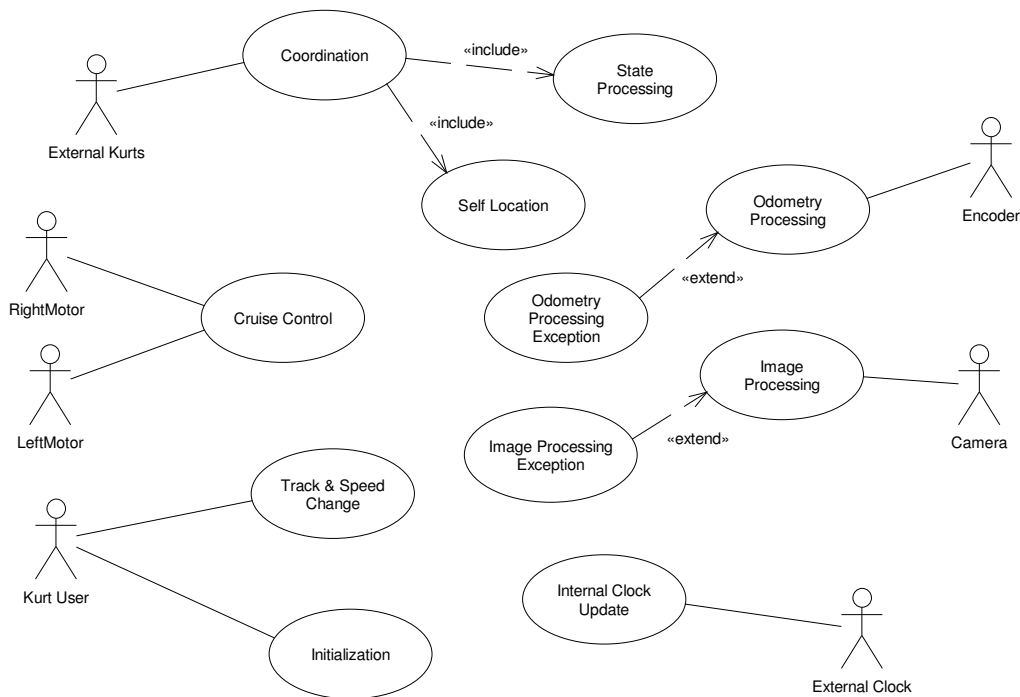 Coordination
«include»
State
Processing
External Kurts
«include»
Self Location
Odometry
Processing
Encoder
«extend»
RightMotor
Cruise Control
Odometry
Processing
Exception
Image
Processing
LeftMotor
Camera
«extend»
Image Processing
Exception
Track & Speed
Change
Kurt User
Internal Clock
Update
Initialization
External Clock